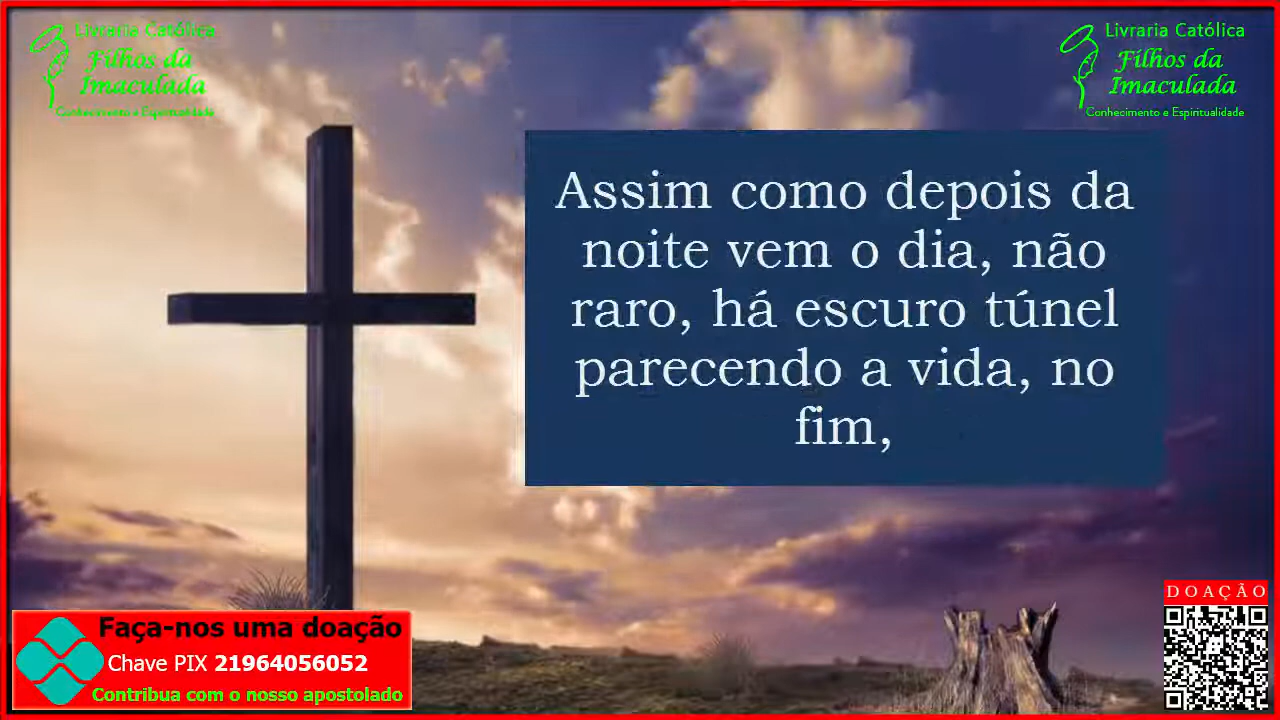 Livraria Católica
Filhos da
Imaculada
Conhecimento e Espiritualidade
Livraria Católica
Filhos da
Imaculada
Conhecimento e Espiritualidade
Assim como depois da
noite vem o dia, não
raro, há escuro túnel
parecendo a vida, no
fim,
DOAÇÃO
Faça-nos uma doação
Chave PIX 21964056052
Contribua com o nosso apostolado